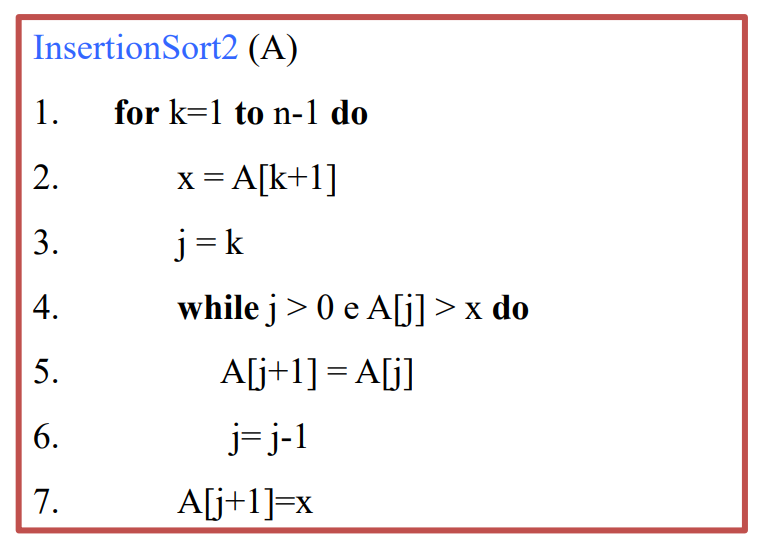 InsertionSort2 (A)
1. for k=1 to n-1 do
2. x = A[k+1]
3. j = k
4. while j > 0 e A[j] > x do
5. A[j+1] = A[j]
6. j= j-1
7. A[j+1]=x